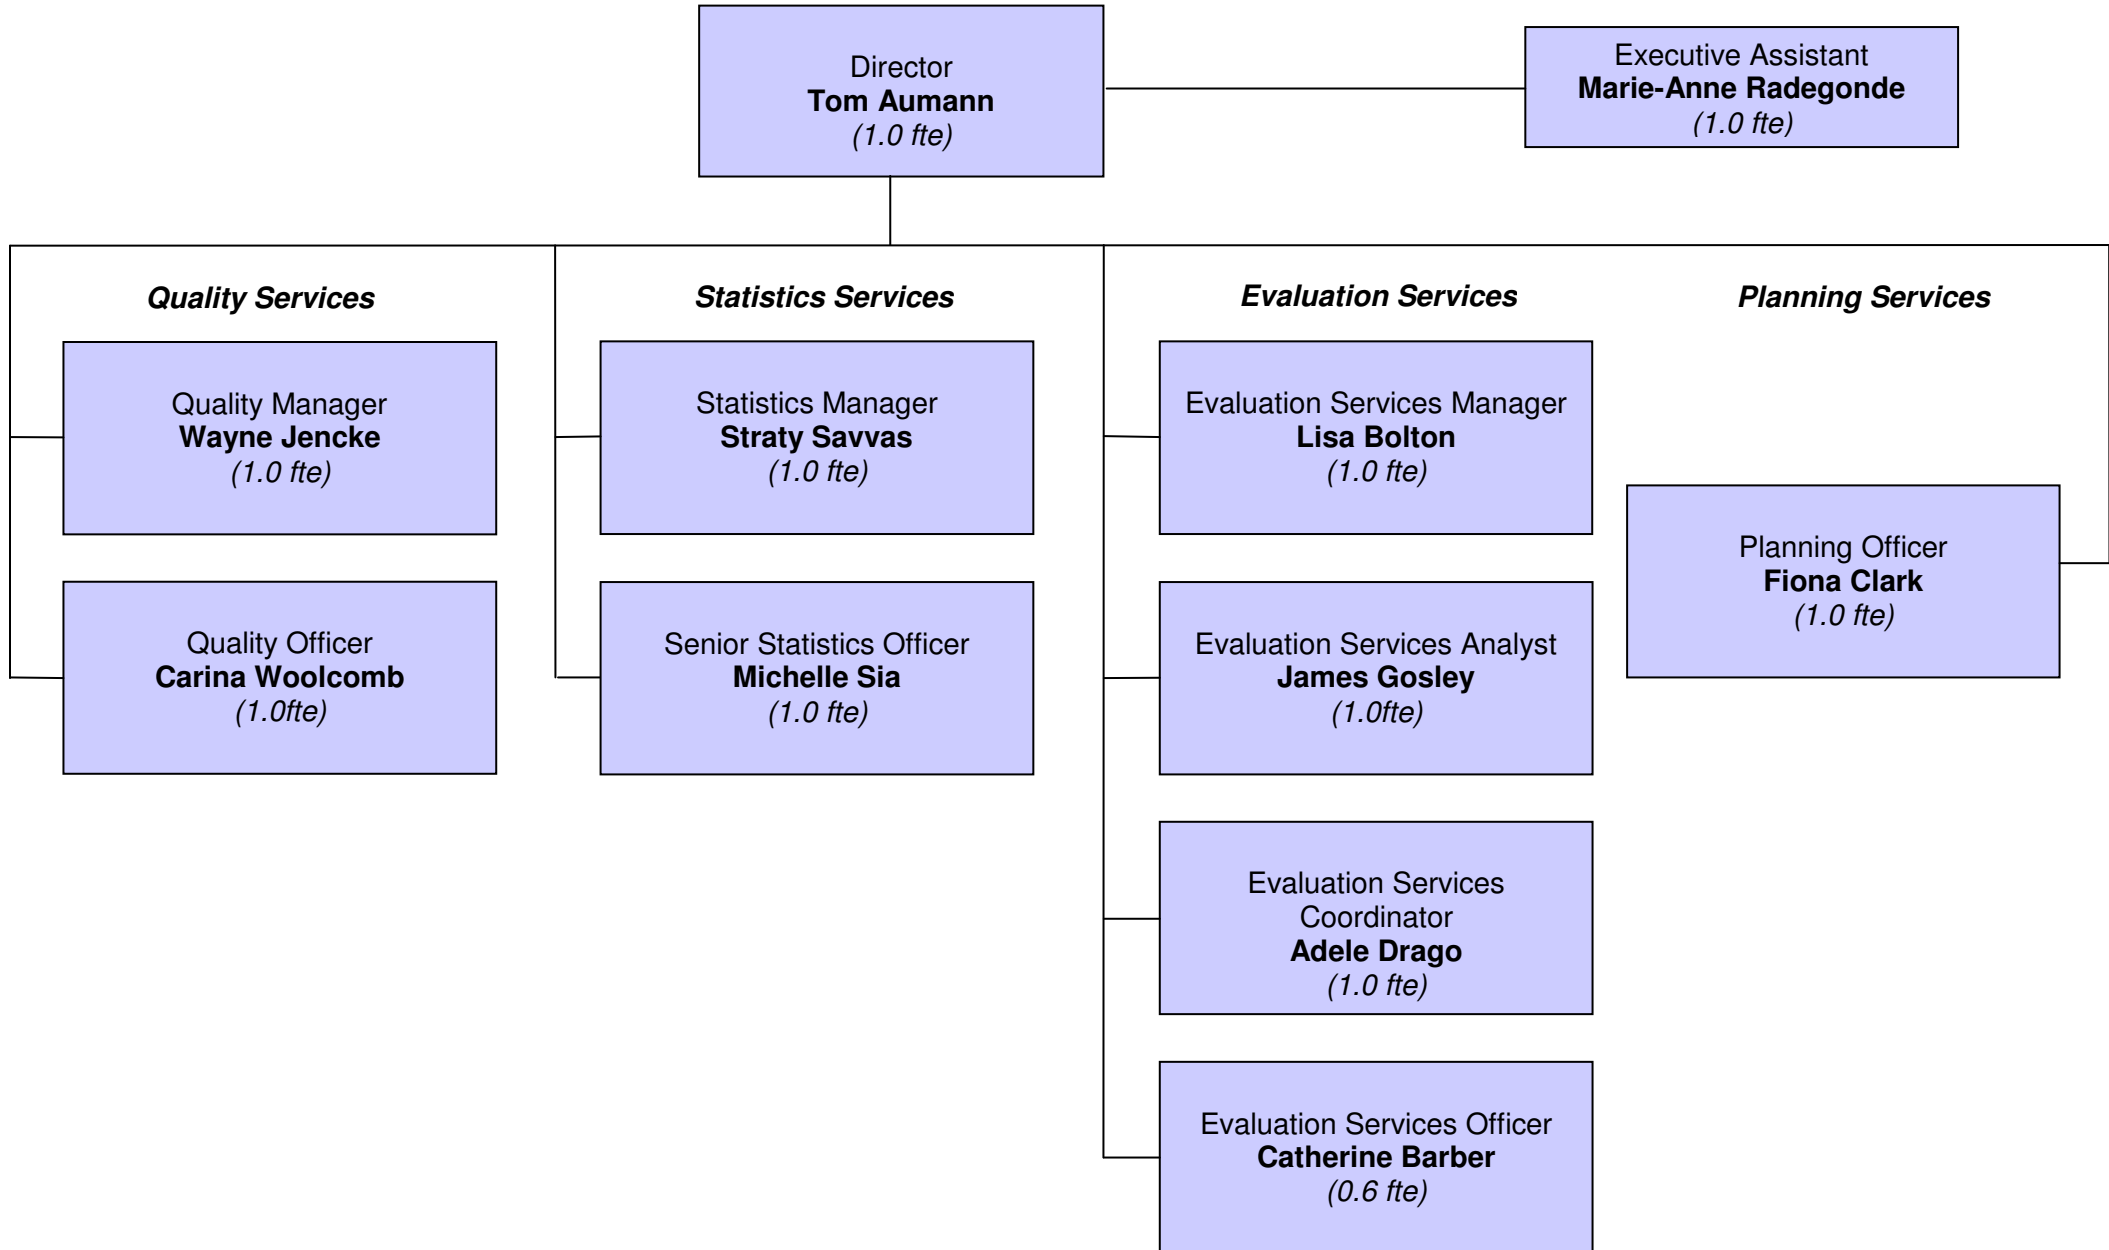 Director
Tom Aumann
(1.0 fte)
Executive Assistant
Marie-Anne Radegonde
(1.0 fte)
Quality Services
Statistics Services
Evaluation Services
Planning Services
Quality Manager
Wayne Jencke
(1.0 fte)
Statistics Manager
Straty Savvas
(1.0 fte)
Evaluation Services Manager
Lisa Bolton
(1.0 fte)
Planning Officer
Fiona Clark
(1.0 fte)
Quality Officer
Carina Woolcomb
(1.0fte)
Senior Statistics Officer
Michelle Sia
(1.0 fte)
Evaluation Services Analyst
James Gosley
(1.0fte)
Evaluation Services
Coordinator
Adele Drago
(1.0 fte)
Evaluation Services Officer
Catherine Barber
(0.6 fte)